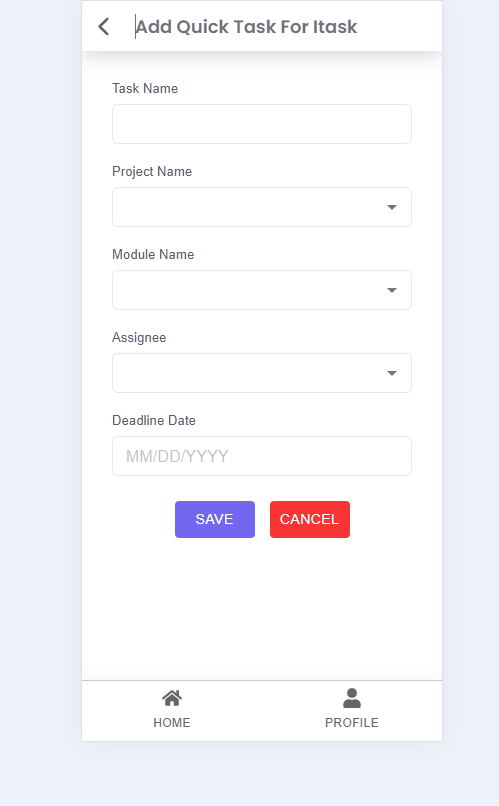 Add Quick Task For Itask
Task Name
Project Name
Module Name
Assignee
Deadline Date
MM/DD/YYYY
SAVE CANCEL
HOME PROFILE